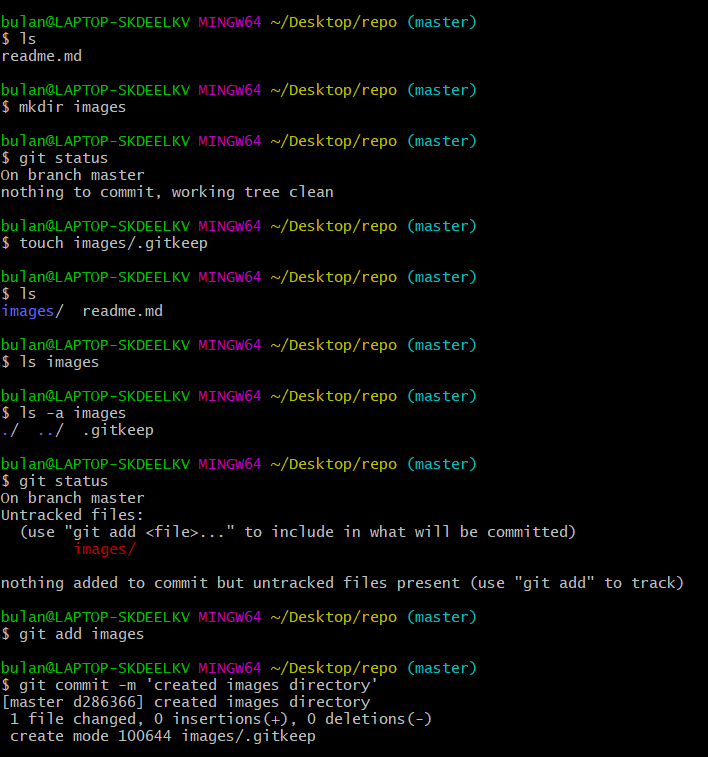 bulan@LAPTOP-SKDEELKV MINGW64 ~/Desktop/repo (master)
$ ls
readme.md
bulan@LAPTOP-SKDEELKV MINGW64 ~/Desktop/repo (master)
$ mkdir images
bulan@LAPTOP-SKDEELKV MINGW64 ~/Desktop/repo (master)
$ git status
On branch master
nothing to commit, working tree clean
bulan@LAPTOP-SKDEELKV MINGW64 ~/Desktop/repo (master)
$ touch images/.gitkeep
bulan@LAPTOP-SKDEELKV MINGW64 ~/Desktop/repo (master)
$ ls
images/  readme.md
bulan@LAPTOP-SKDEELKV MINGW64 ~/Desktop/repo (master)
$ ls images
bulan@LAPTOP-SKDEELKV MINGW64 ~/Desktop/repo (master)
$ ls -a images
./  ../  .gitkeep
bulan@LAPTOP-SKDEELKV MINGW64 ~/Desktop/repo (master)
$ git status
On branch master
Untracked files:
  (use "git add <file>..." to include in what will be committed)
        images/
nothing added to commit but untracked files present (use "git add" to track)
bulan@LAPTOP-SKDEELKV MINGW64 ~/Desktop/repo (master)
$ git add images
bulan@LAPTOP-SKDEELKV MINGW64 ~/Desktop/repo (master)
$ git commit -m 'created images directory'
[master d286366] created images directory
 1 file changed, 0 insertions(+), 0 deletions(-)
 create mode 100644 images/.gitkeep